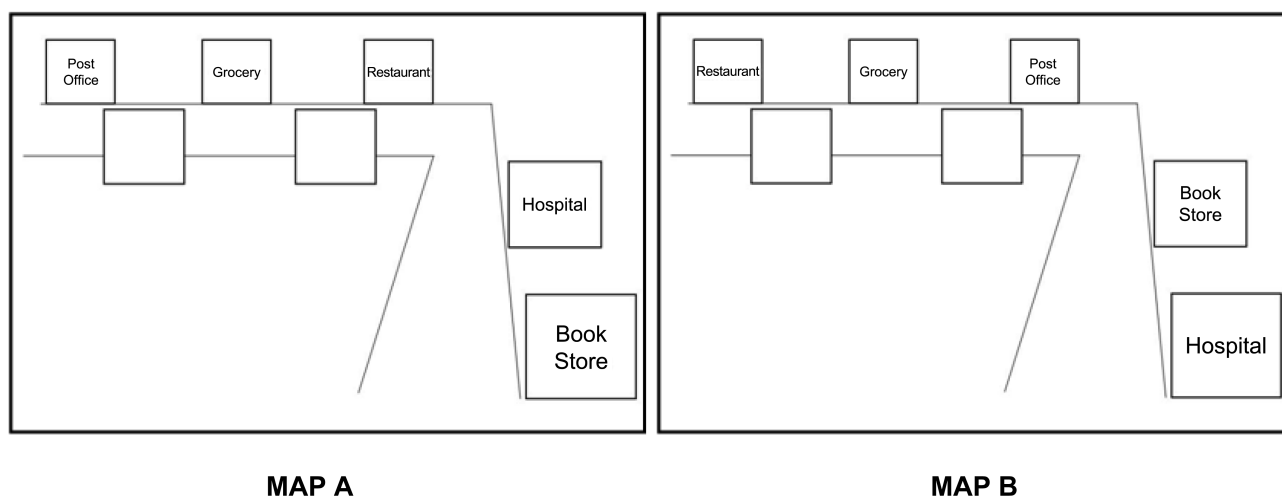 Post
Office
Grocery
Restaurant
Hospital
Book
Store
MAP A
Restaurant
Grocery
Post
Office
Book
Store
Hospital
MAP B